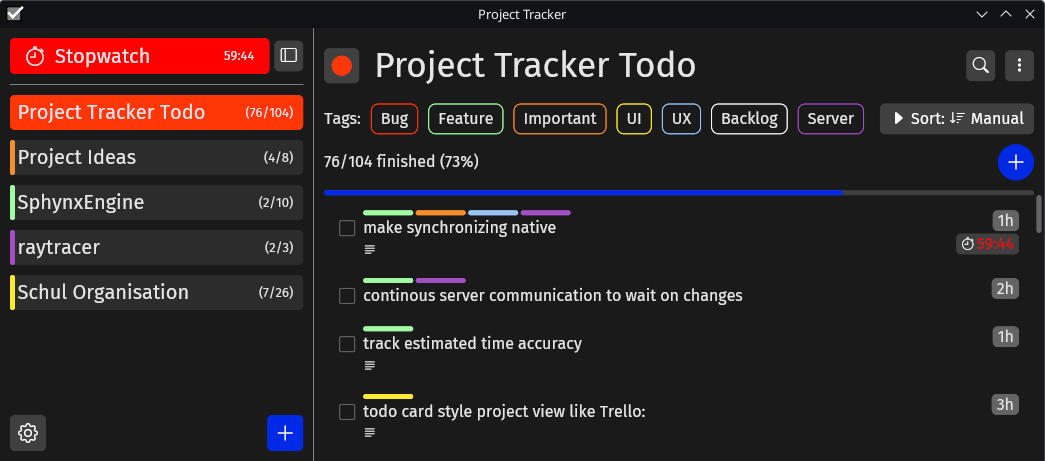 Project Tracker
Stopwatch 59:44
Project Tracker Todo (76/104)
Project Ideas (4/8)
SphynxEngine (2/10)
raytracer (2/3)
Schul Organisation (7/26)
Project Tracker Todo
Tags: Bug Feature Important UI UX Backlog Server Sort: Manual
76/104 finished (73%)
make synchronizing native 1h
59:44
continous server communication to wait on changes 2h
track estimated time accuracy 1h
todo card style project view like Trello: 3h